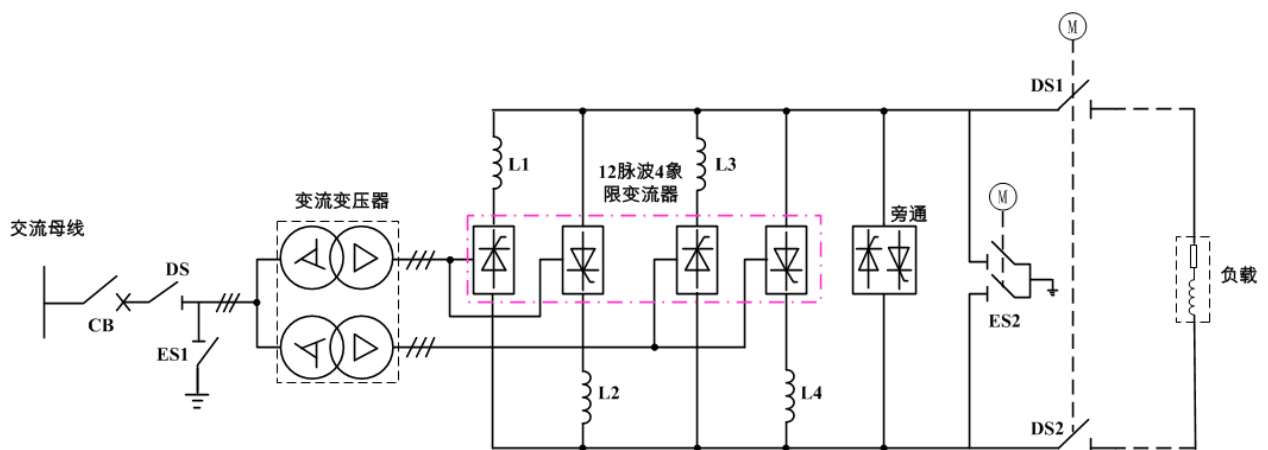 M
DS1
L1
12脉波4象
限变流器
L3
变流变压器
旁通
M
交流母线
DS
负载
CB
ES1
ES2
L2
L4
DS2